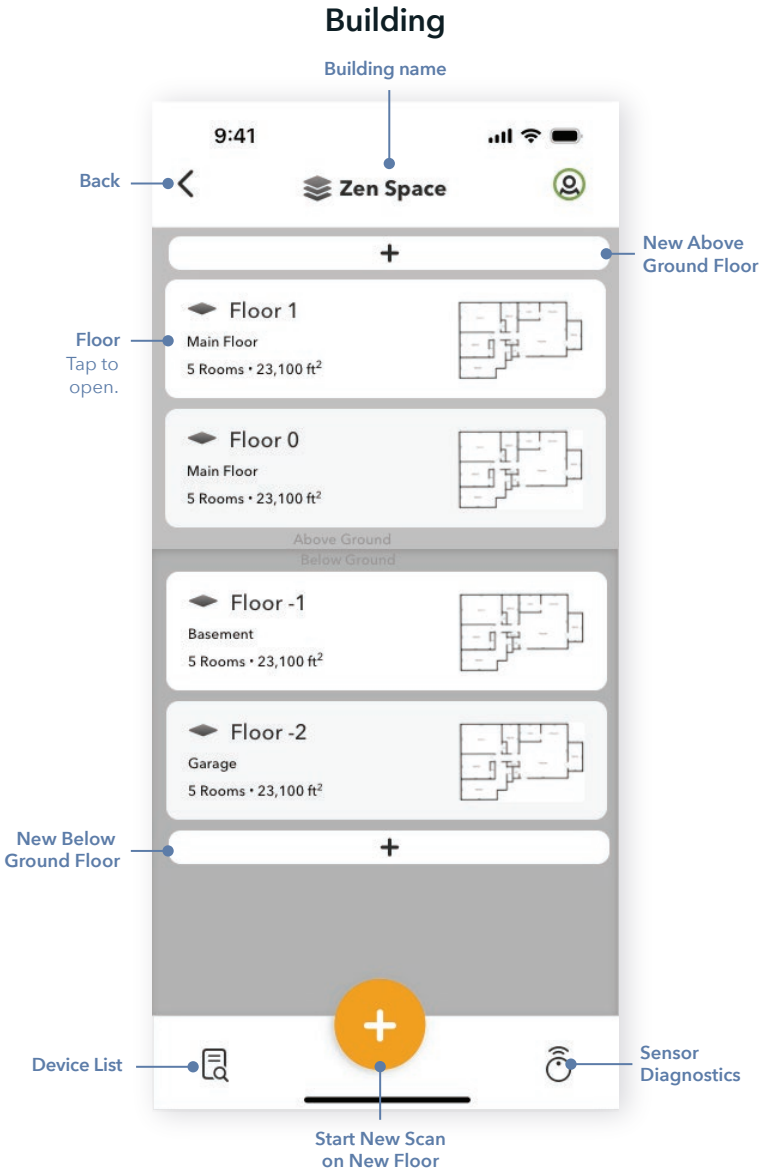 Building
Building name
9:41
Back
Zen Space
New Above
Ground Floor
Floor 1
Main Floor
5 Rooms • 23,100 ft²
Floor
Tap to
open.
Floor 0
Main Floor
5 Rooms • 23,100 ft²
Above Ground
Below Ground
Floor -1
Basement
5 Rooms • 23,100 ft²
Floor -2
Garage
5 Rooms • 23,100 ft²
New Below
Ground Floor
Device List
Sensor
Diagnostics
Start New Scan
on New Floor